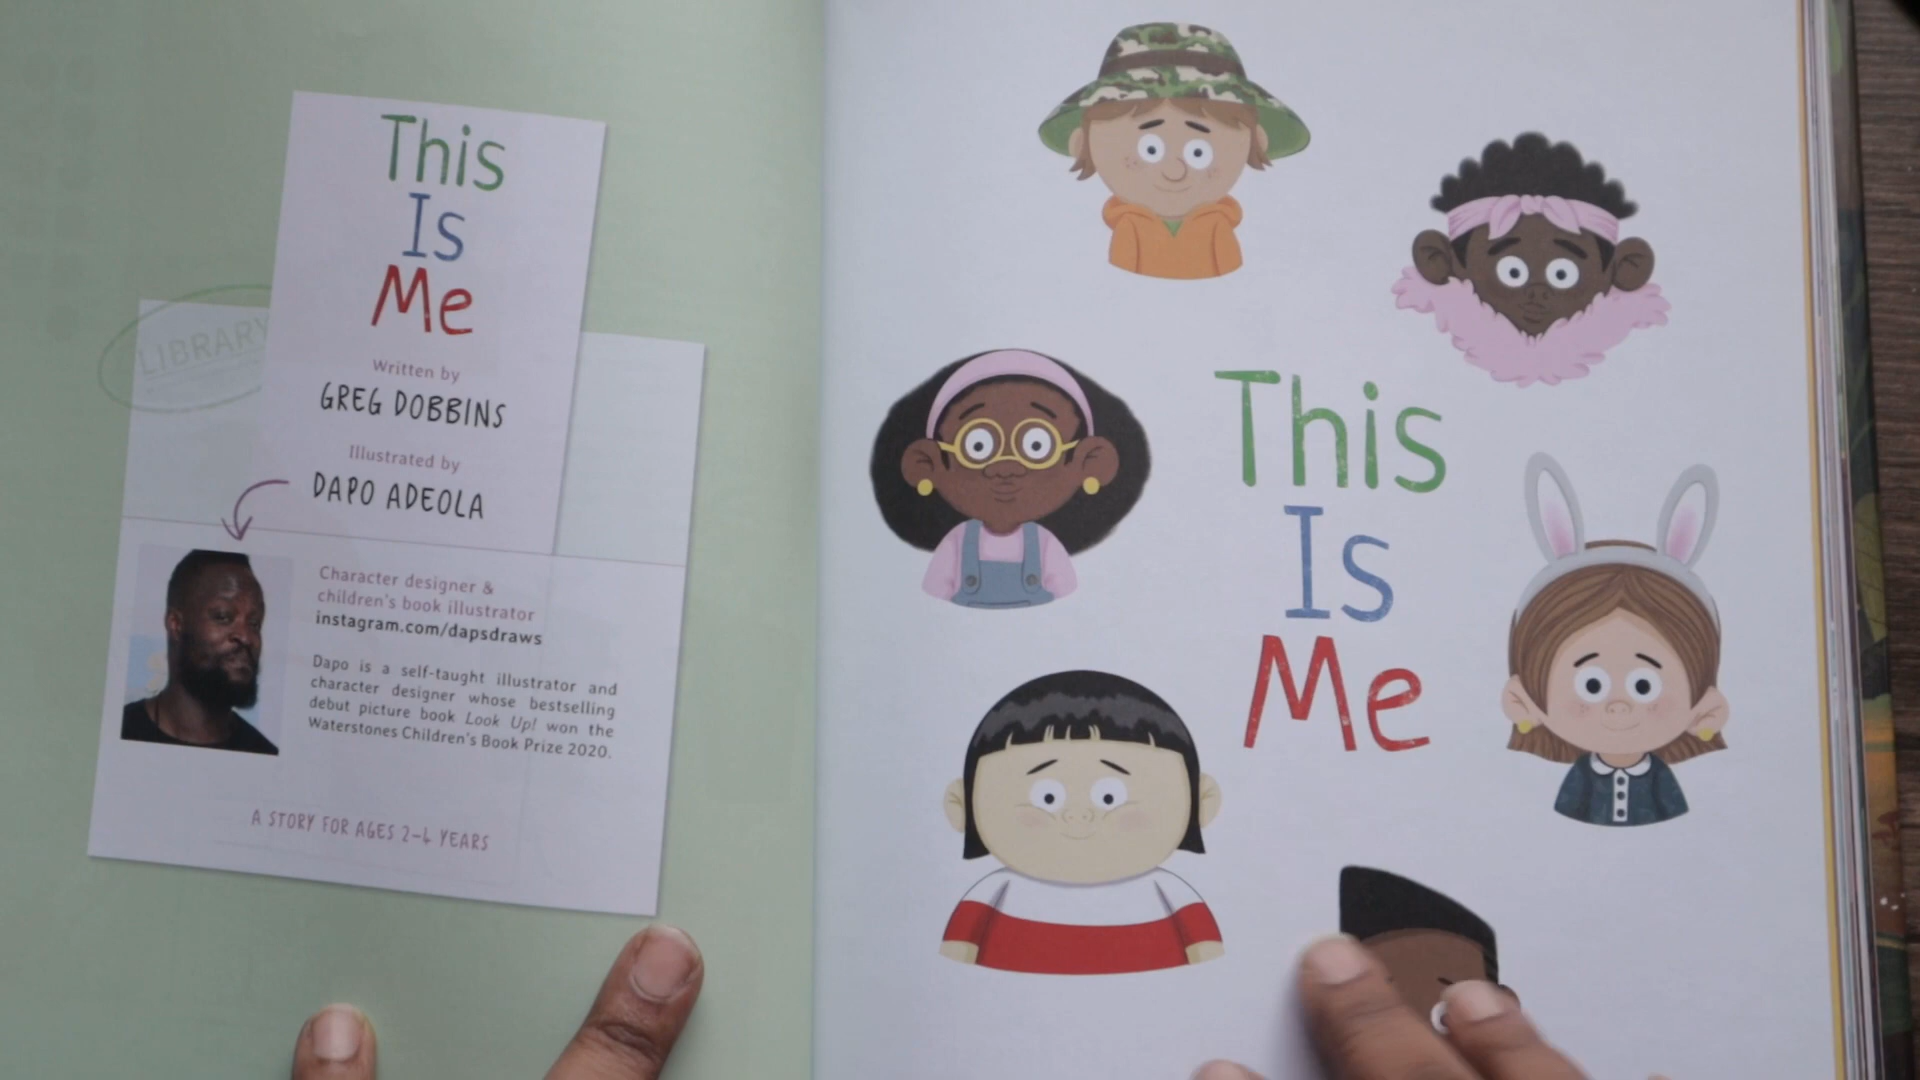 This
Is
Me
Written by
GREG DOBBINS
Illustrated by
DAPO ADEOLA
LIBRARY
Character designer &
children's book illustrator
instagram.com/dapsdraws
Dapo is a self-taught illustrator and
character designer whose bestselling
debut picture book Look Up! won the
Waterstones Children's Book Prize 2020.
A STORY FOR AGES 2–4 YEARS
This
Is
Me